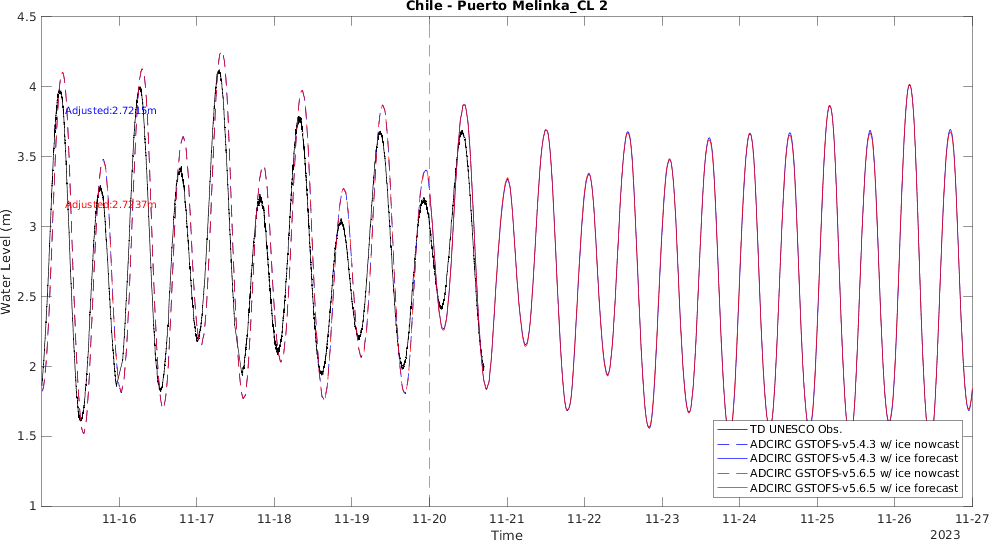 Chile - Puerto Melinka_CL 2
4.5
4
3.5
3
2.5
2
1.5
1
Water Level (m)
Adjusted:2.7215m
Adjusted:2.7237m
TD UNESCO Obs.
ADCIRC GSTOFS-v5.4.3 w/ ice nowcast
ADCIRC GSTOFS-v5.4.3 w/ ice forecast
ADCIRC GSTOFS-v5.6.5 w/ ice nowcast
ADCIRC GSTOFS-v5.6.5 w/ ice forecast
11-16 11-17 11-18 11-19 11-20 11-21 11-22 11-23 11-24 11-25 11-26 11-27
Time
2023